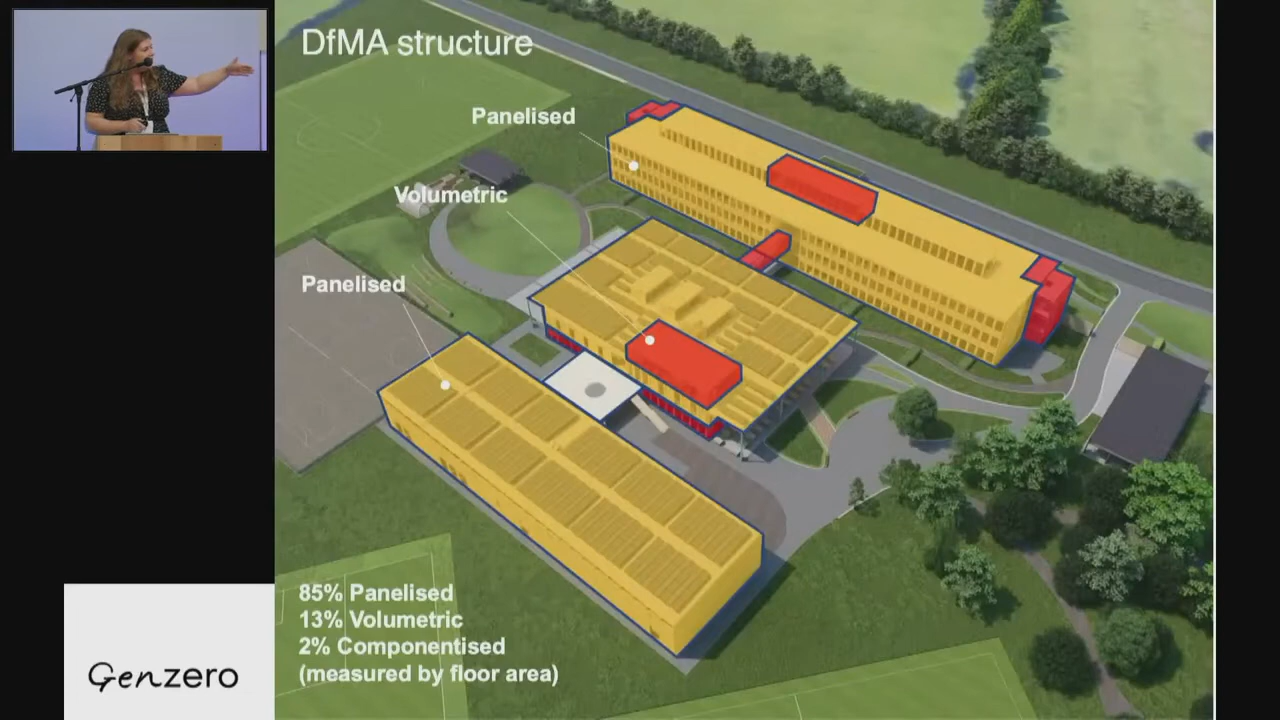 DfMA structure
Panelised
Volumetric
Panelised
85% Panelised
13% Volumetric
2% Componentised
(measured by floor area)
Genzero